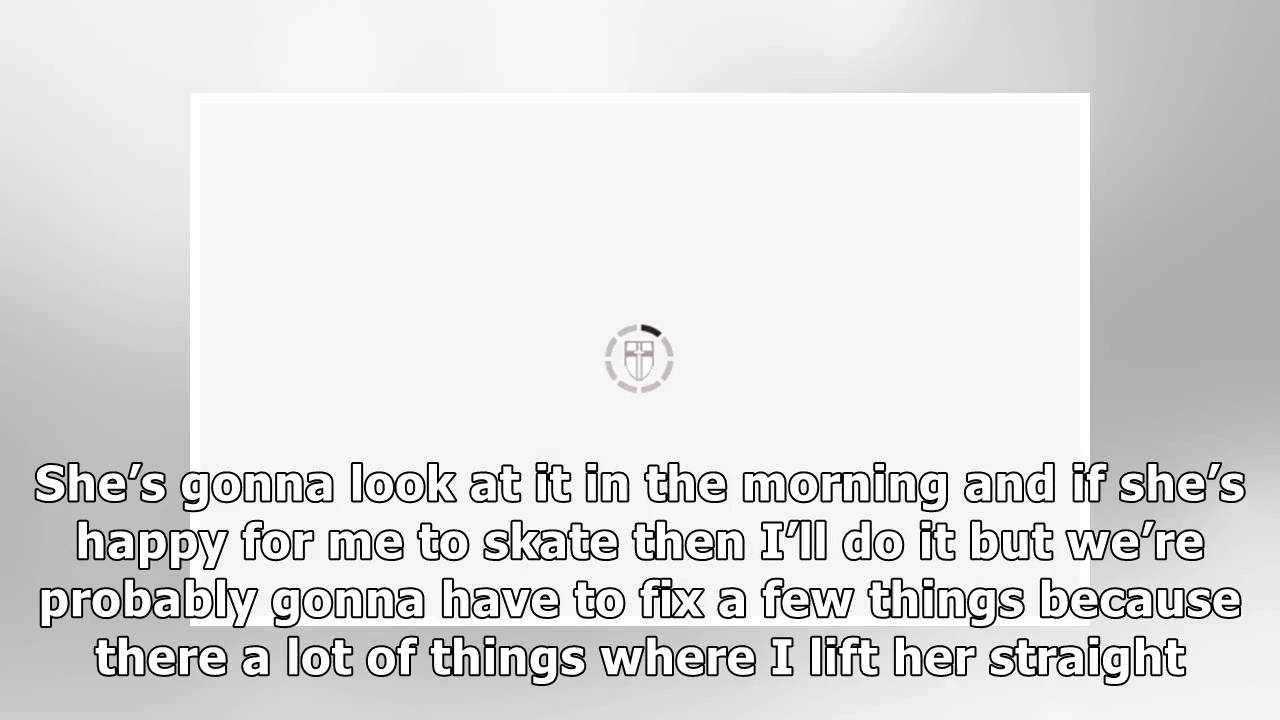 She’s gonna look at it in the morning and if she’s
happy for me to skate then I’ll do it but we’re
probably gonna have to fix a few things because
there a lot of things where I lift her straight